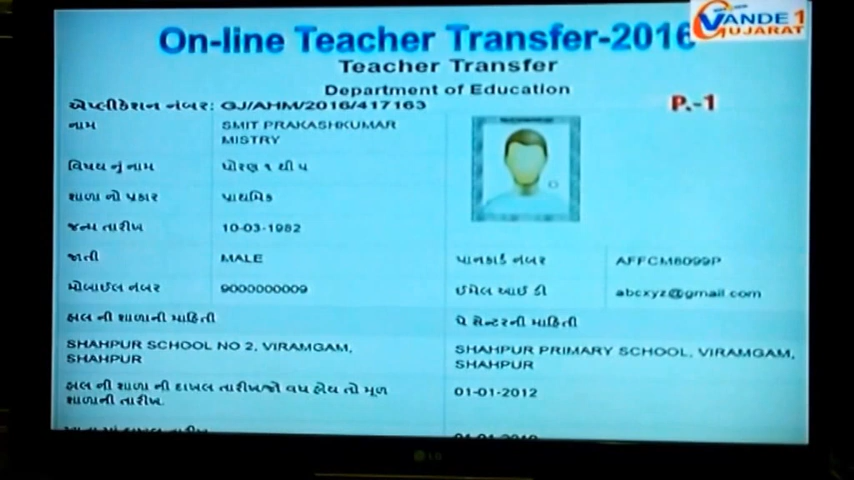 VANDE 1
GUJARAT
On-line Teacher Transfer-2016
Teacher Transfer
Department of Education
એપ્લીકેશન નંબર: GJ/AHM/2016/417163
P.-1
નામ SMIT PRAKASHKUMAR
MISTRY
વિષય નું નામ ધોરણ ૧ થી ૫
શાળા નો પ્રકાર પ્રાથમિક
જન્મ તારીખ 10-03-1982
જાતી MALE પાનકાર્ડ નંબર AFFCM8099P
મોબાઈલ નંબર 9000000009 ઈમેલ આઈ ડી abcxyz@gmail.com
હાલ ની શાળાની માહિતી પે સેન્ટરની માહિતી
SHAHPUR SCHOOL NO 2, VIRAMGAM,
SHAHPUR
SHAHPUR PRIMARY SCHOOL, VIRAMGAM,
SHAHPUR
હાલ ની શાળા ની દાખલ તારીખ/જો વધ હોય તો મૂળ
શાળાની તારીખ
01-01-2012
LG